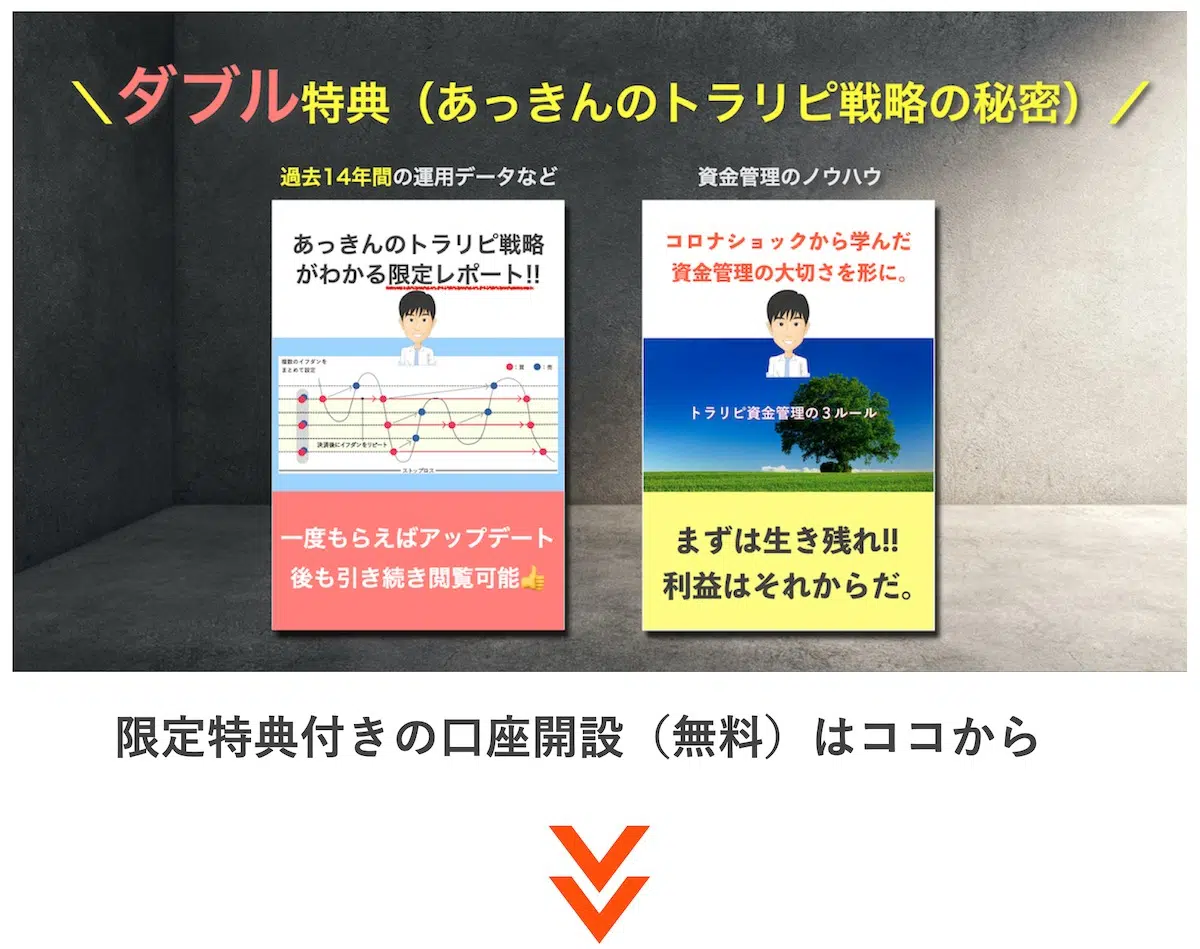 ＼ダブル特典（あっきんのトラリピ戦略の秘密）／
過去14年間の運用データなど
あっきんのトラリピ戦略
がわかる限定レポート!!
複数のイフダンを
まとめて設定
：買
：売
決済後にイフダンをリピート
ストップロス
一度もらえばアップデート
後も引き続き閲覧可能👍
資金管理のノウハウ
コロナショックから学んだ
資金管理の大切さを形に。
トラリピ資金管理の３ルール
まずは生き残れ!!
利益はそれからだ。
限定特典付きの口座開設（無料）はココから